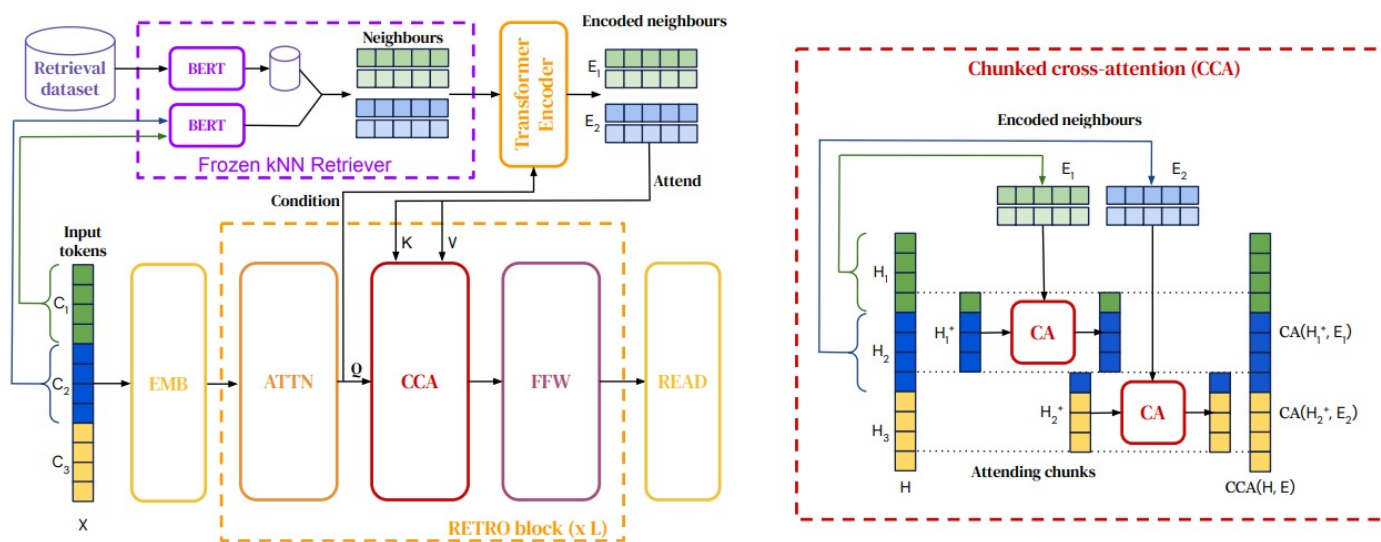 Retrieval
dataset
BERT
BERT
Neighbours
Frozen kNN Retriever
Transformer
Encoder
Encoded neighbours
E₁
E₂
Condition
Attend
Input
tokens
C₁
C₂
C₃
X
EMB
ATTN
Q
K
V
CCA
FFW
READ
RETRO block (x L)
Chunked cross-attention (CCA)
Encoded neighbours
E₁
E₂
H₁
H₂
H₃
H
H₁⁺
CA
H₂⁺
CA
Attending chunks
CA(H₁⁺, E₁)
CA(H₂⁺, E₂)
CCA(H, E)